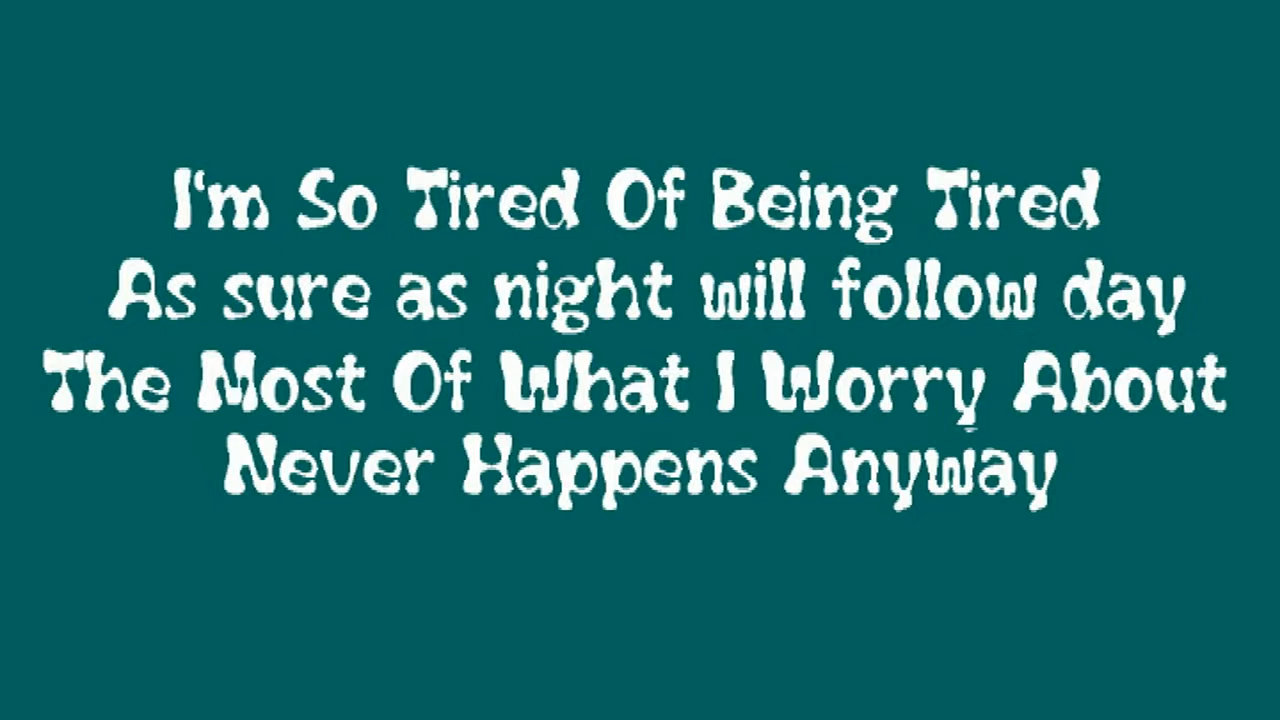 I'm So Tired Of Being Tired
As sure as night will follow day
The Most Of What I Worry About
Never Happens Anyway